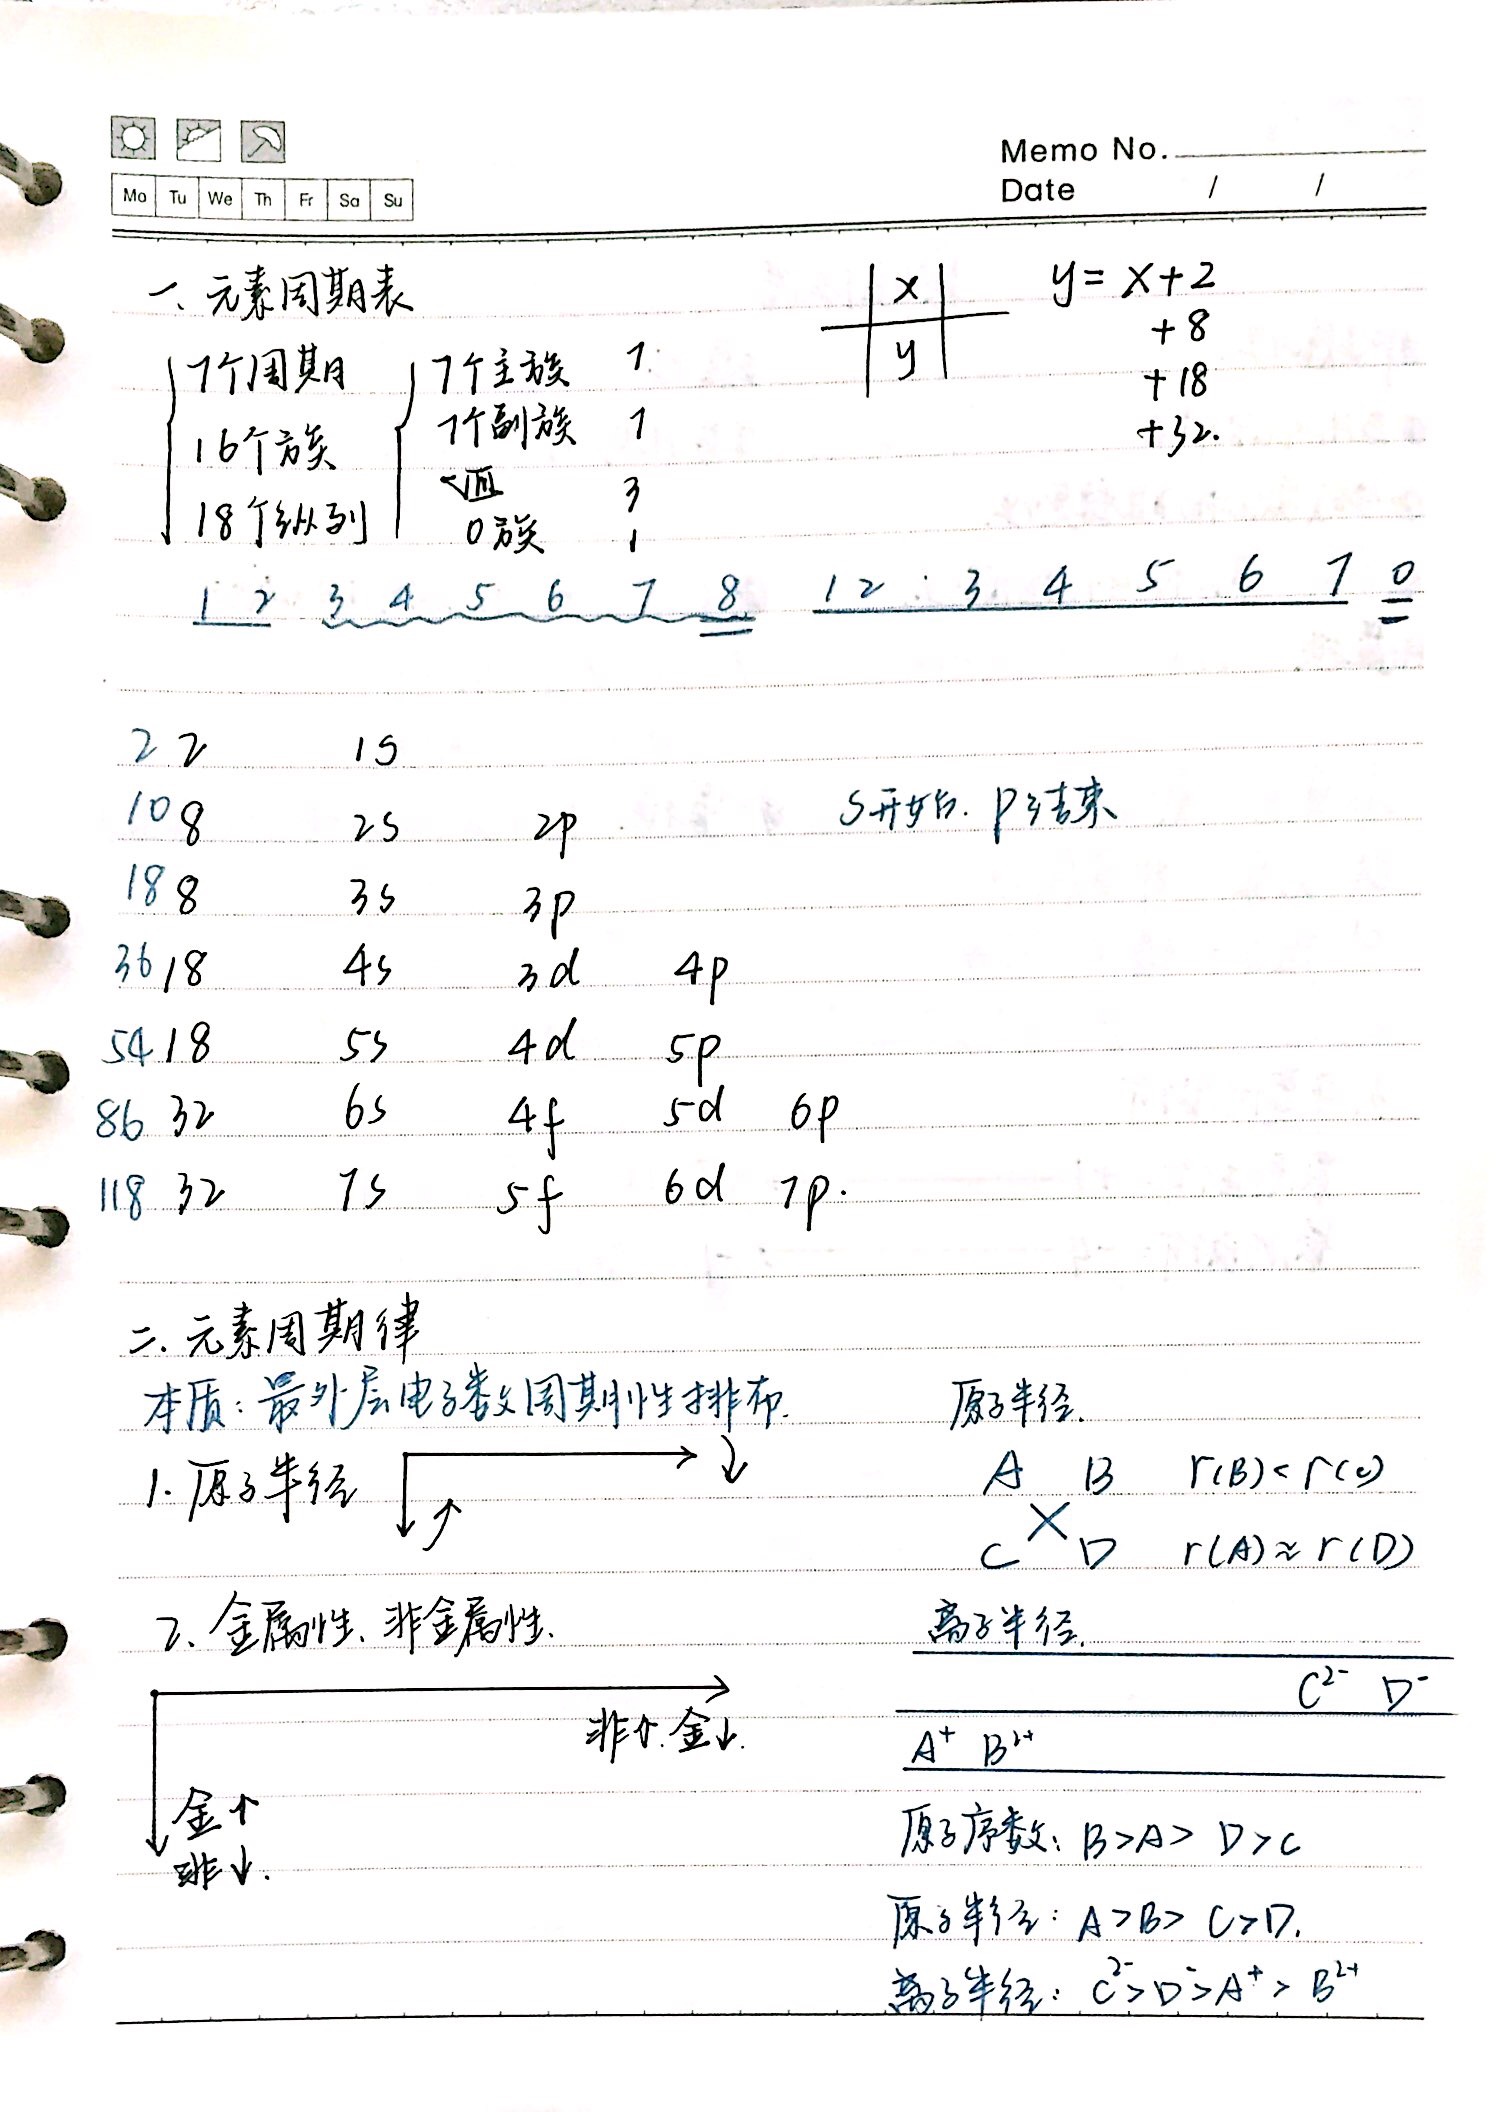 Memo No.
Mo Tu We Th Fr Sa Su
Date / /
一、元素周期表
x
y
y = x+2
+8
+18
+32.
7个周期
16个族
18个纵列
7个主族 7
7个副族 7
Ⅷ 3
0族 1
1 2 3 4 5 6 7 8 1 2 3 4 5 6 7 0
2 2 1s
10 8 2s 2p
s开始. p结束
18 8 3s 3p
36 18 4s 3d 4p
54 18 5s 4d 5p
86 32 6s 4f 5d 6p
118 32 7s 5f 6d 7p.
二.元素周期律
本质:最外层电子数周期性排布.
1.原子半径
2.金属性、非金属性.
非↑.金↓.
金↑
非↓.
原子半径.
A B r(B)< r(C)
C D r(A)≈ r(D)
离子半径.
C²⁻ D⁻
A⁺ B²⁺
原子序数: B>A> D>C
原子半径: A>B> C>D.
离子半径: C²⁻>D⁻>A⁺> B²⁺